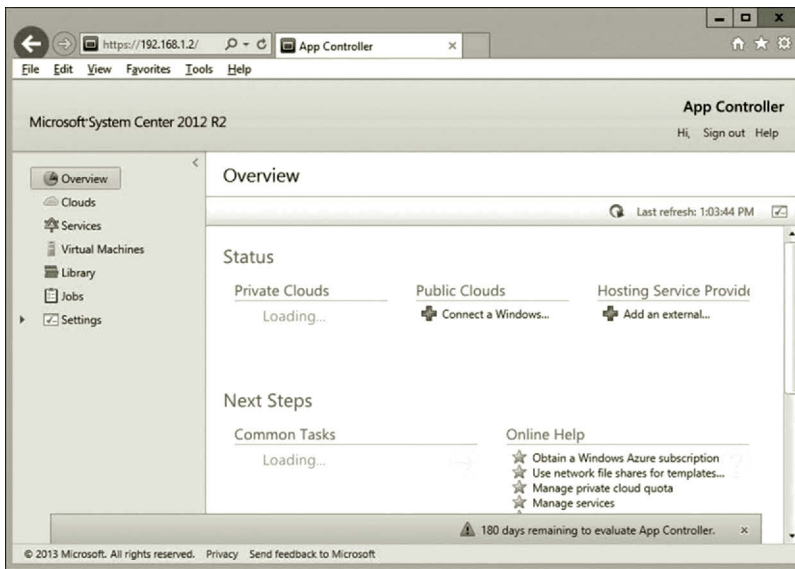 https://192.168.1.2/
App Controller
File Edit View Favorites Tools Help
App Controller
Microsoft System Center 2012 R2
Hi, Sign out Help
Overview
Clouds
Services
Virtual Machines
Library
Jobs
Settings
Overview
Last refresh: 1:03:44 PM
Status
Private Clouds
Loading...
Public Clouds
Connect a Windows...
Hosting Service Provide
Add an external...
Next Steps
Common Tasks
Loading...
Online Help
Obtain a Windows Azure subscription
Use network file shares for templates...
Manage private cloud quota
Manage services
180 days remaining to evaluate App Controller.
© 2013 Microsoft. All rights reserved. Privacy Send feedback to Microsoft